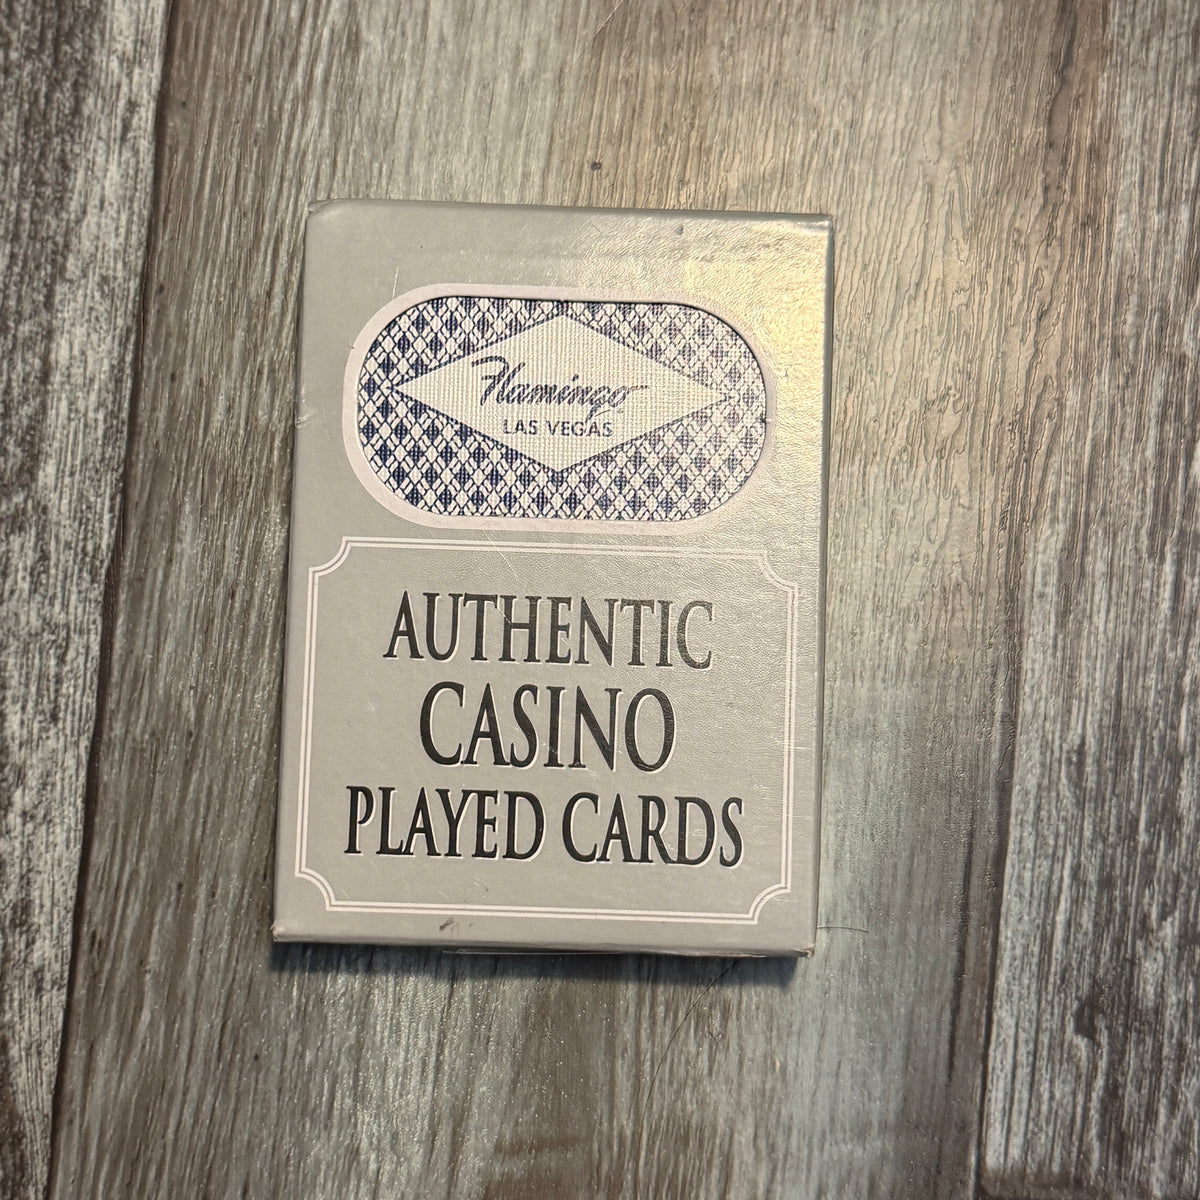 Flamingo
LAS VEGAS
AUTHENTIC
CASINO
PLAYED CARDS